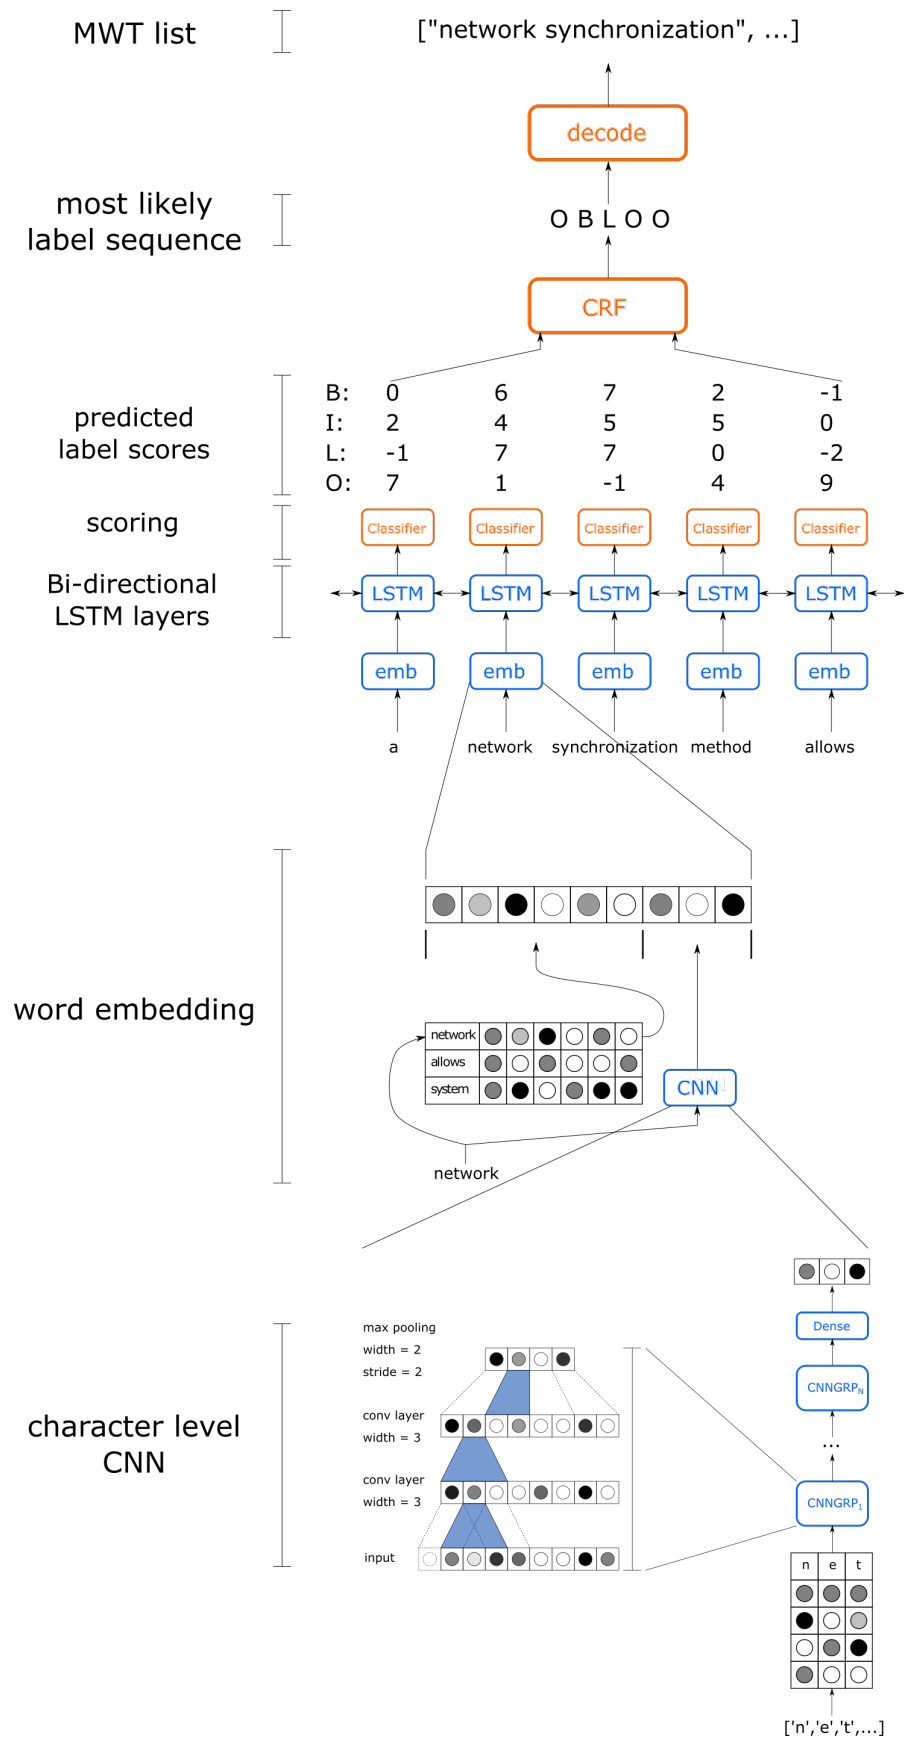 MWT list
["network synchronization", ...]
decode
most likely
label sequence
O B L O O
CRF
predicted
label scores
B: 0 6 7 2 -1
I: 2 4 5 5 0
L: -1 7 7 0 -2
O: 7 1 -1 4 9
scoring
Classifier Classifier Classifier Classifier Classifier
Bi-directional
LSTM layers
LSTM LSTM LSTM LSTM LSTM
emb emb emb emb emb
a network synchronization method allows
word embedding
network
allows
system
CNN
network
character level
CNN
max pooling
width = 2
stride = 2
conv layer
width = 3
conv layer
width = 3
input
Dense
CNNGRPN
...
CNNGRP1
n e t
['n','e','t',...]